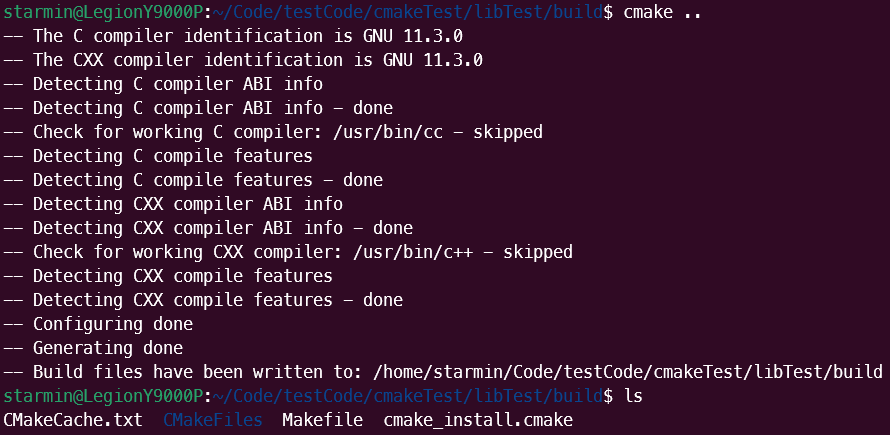 starmin@LegionY9000P:~/Code/testCode/cmakeTest/libTest/build$ cmake ..
-- The C compiler identification is GNU 11.3.0
-- The CXX compiler identification is GNU 11.3.0
-- Detecting C compiler ABI info
-- Detecting C compiler ABI info - done
-- Check for working C compiler: /usr/bin/cc - skipped
-- Detecting C compile features
-- Detecting C compile features - done
-- Detecting CXX compiler ABI info
-- Detecting CXX compiler ABI info - done
-- Check for working CXX compiler: /usr/bin/c++ - skipped
-- Detecting CXX compile features
-- Detecting CXX compile features - done
-- Configuring done
-- Generating done
-- Build files have been written to: /home/starmin/Code/testCode/cmakeTest/libTest/build
starmin@LegionY9000P:~/Code/testCode/cmakeTest/libTest/build$ ls
CMakeCache.txt  CMakeFiles  Makefile  cmake_install.cmake